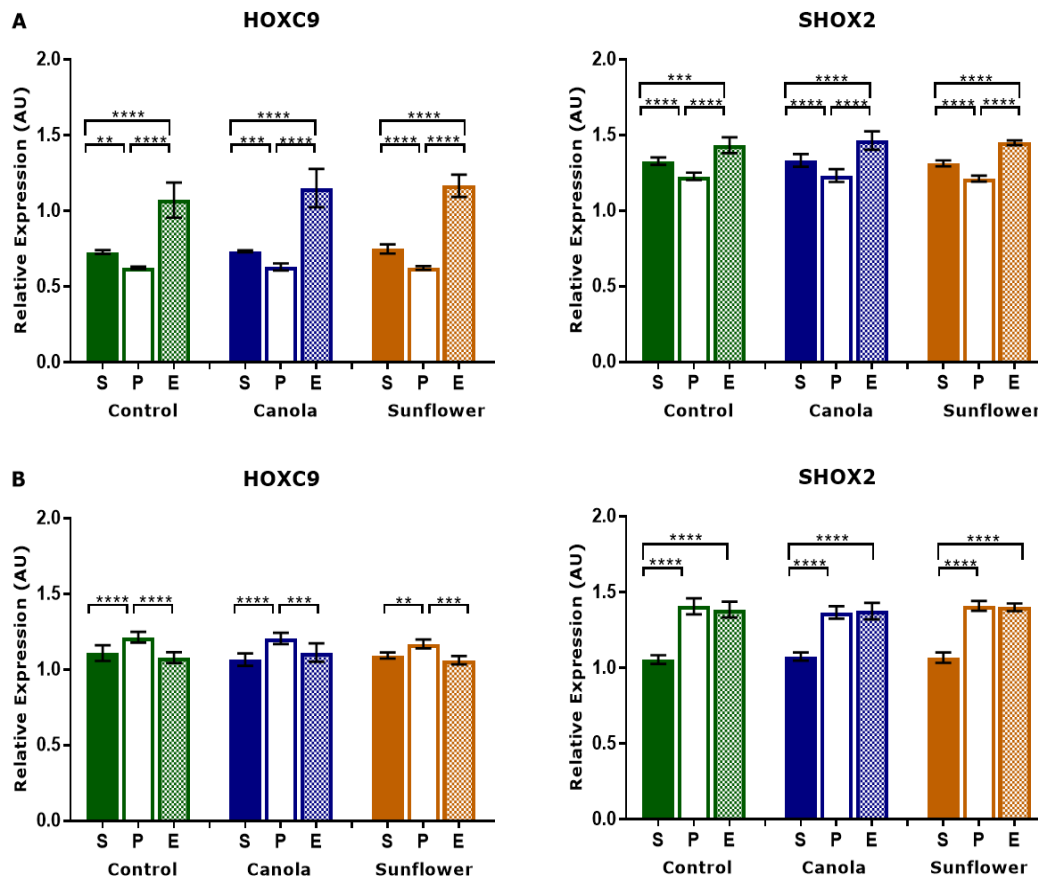 A
HOXC9
SHOX2
Relative Expression (AU)
2.0
1.5
1.0
0.5
0.0
****
** ****
****
*** ****
****
**** ****
S P E S P E S P E
Control Canola Sunflower
Relative Expression (AU)
2.0
1.5
1.0
0.5
0.0
***
**** ****
****
**** ****
****
**** ****
S P E S P E S P E
Control Canola Sunflower
B
HOXC9
SHOX2
Relative Expression (AU)
2.0
1.5
1.0
0.5
0.0
**** ****
**** ***
** ***
S P E S P E S P E
Control Canola Sunflower
Relative Expression (AU)
2.0
1.5
1.0
0.5
0.0
****
****
****
****
****
****
S P E S P E S P E
Control Canola Sunflower